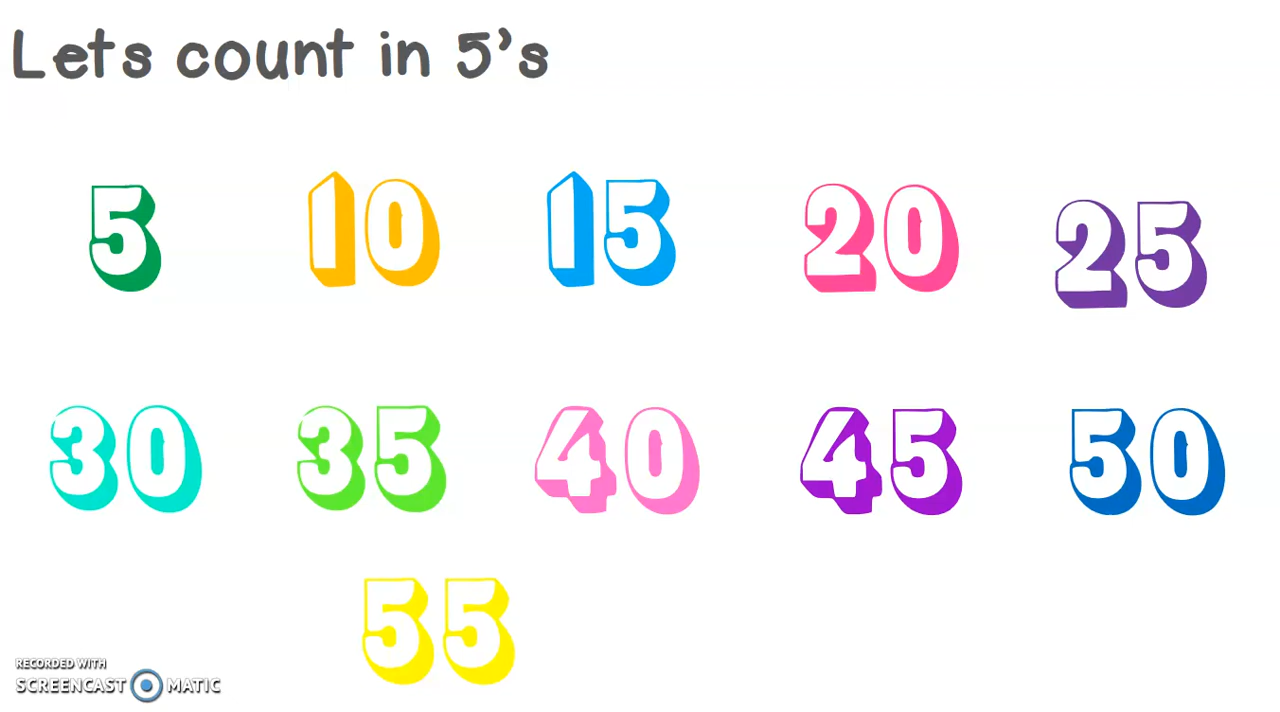 Lets count in 5's
5 10 15 20 25
30 35 40 45 50
55
RECORDED WITH
SCREENCAST MATIC